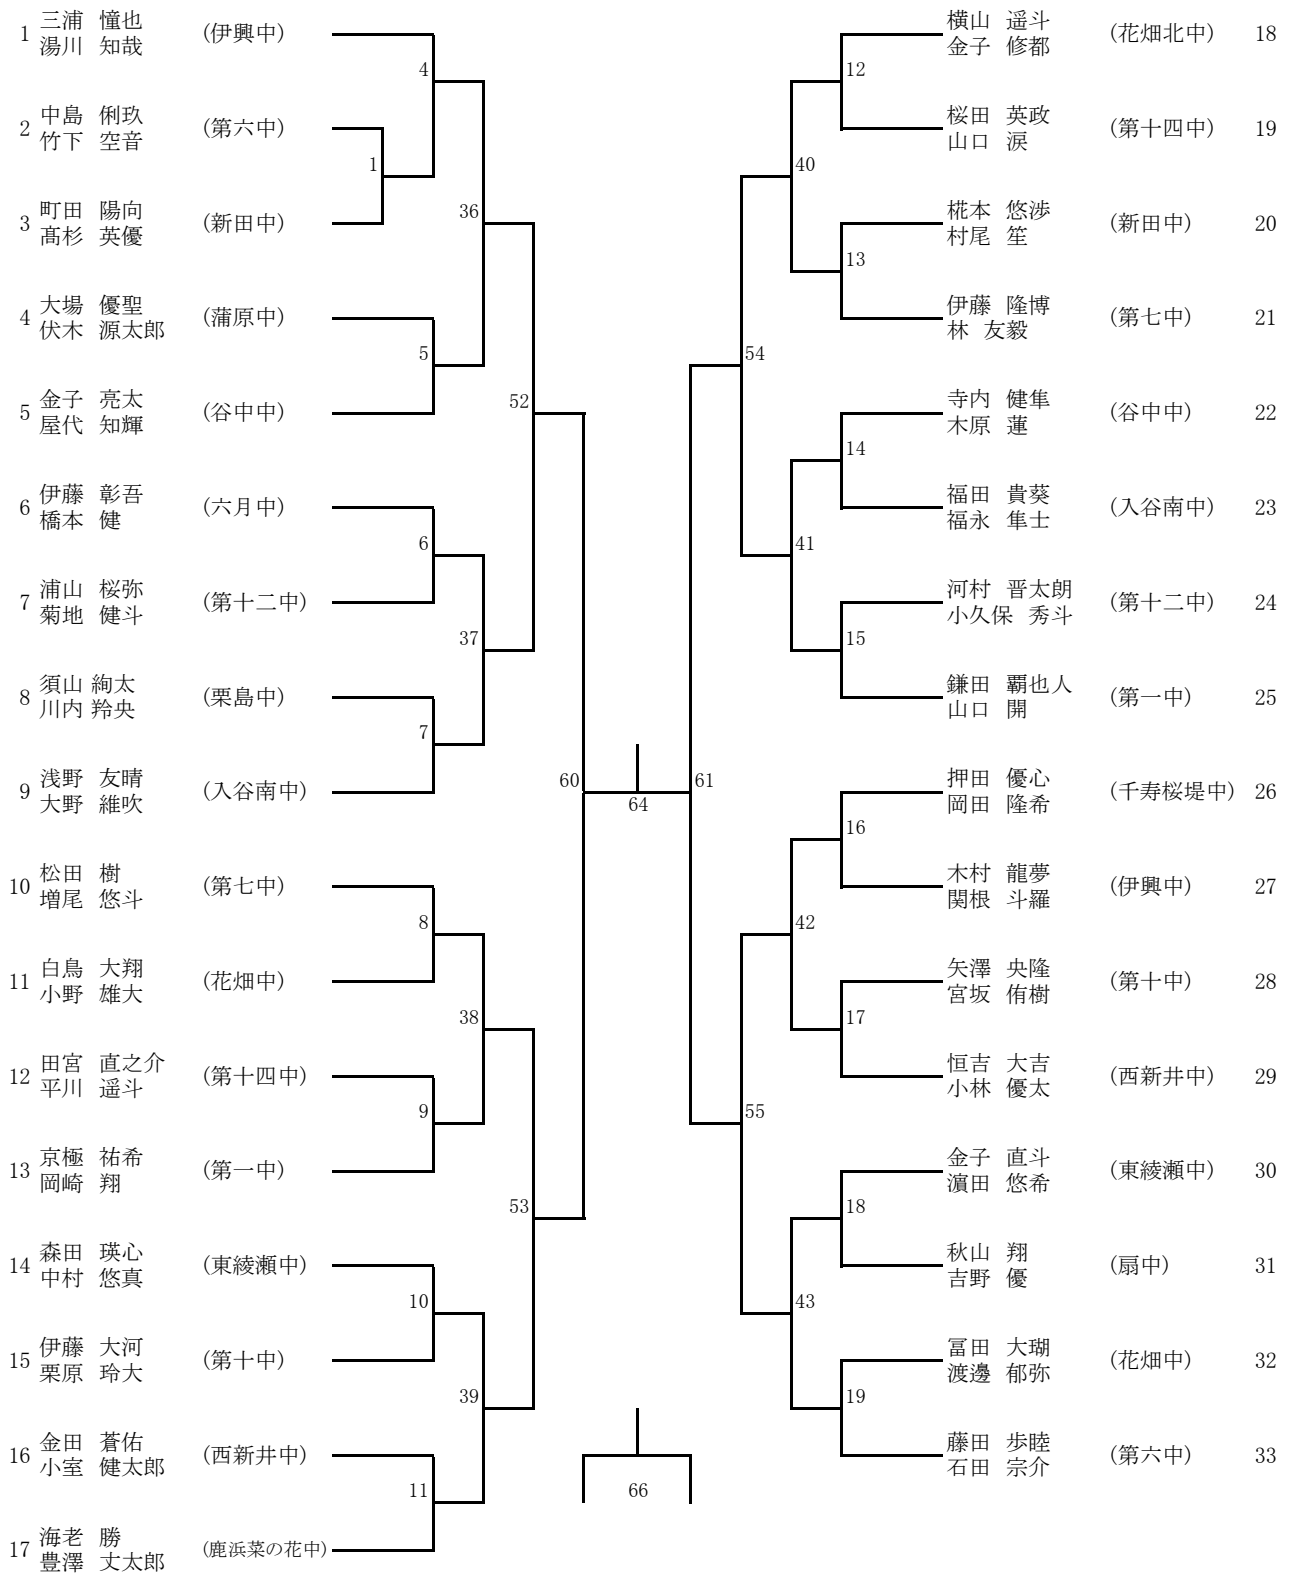 1 三浦 憧也 (伊興中)
湯川 知哉
2 中島 俐玖 (第六中)
竹下 空音
3 町田 陽向 (新田中)
髙杉 英優
4 大場 優聖 (蒲原中)
伏木 源太郎
5 金子 亮太 (谷中中)
屋代 知輝
6 伊藤 彰吾 (六月中)
橋本 健
7 浦山 桜弥 (第十二中)
菊地 健斗
8 須山 絢太 (栗島中)
川内 羚央
9 浅野 友晴 (入谷南中)
大野 維吹
10 松田 樹 (第七中)
増尾 悠斗
11 白鳥 大翔 (花畑中)
小野 雄大
12 田宮 直之介 (第十四中)
平川 遥斗
13 京極 祐希 (第一中)
岡崎 翔
14 森田 瑛心 (東綾瀬中)
中村 悠真
15 伊藤 大河 (第十中)
栗原 玲大
16 金田 蒼佑 (西新井中)
小室 健太郎
17 海老 勝 (鹿浜菜の花中)
豊澤 丈太郎
4
1
36
5
52
6
37
7
60
8
38
9
53
10
39
11
64
66
61
12
40
13
54
14
41
15
16
42
17
55
18
43
19
横山 遥斗 (花畑北中) 18
金子 修都
桜田 英政 (第十四中) 19
山口 涙
椛本 悠渉 (新田中) 20
村尾 笙
伊藤 隆博 (第七中) 21
林 友毅
寺内 健隼 (谷中中) 22
木原 蓮
福田 貴葵 (入谷南中) 23
福永 隼士
河村 晋太朗 (第十二中) 24
小久保 秀斗
鎌田 覇也人 (第一中) 25
山口 開
押田 優心 (千寿桜堤中) 26
岡田 隆希
木村 龍夢 (伊興中) 27
関根 斗羅
矢澤 央隆 (第十中) 28
宮坂 侑樹
恒吉 大吉 (西新井中) 29
小林 優太
金子 直斗 (東綾瀬中) 30
濵田 悠希
秋山 翔 (扇中) 31
吉野 優
冨田 大瑚 (花畑中) 32
渡邊 郁弥
藤田 歩睦 (第六中) 33
石田 宗介